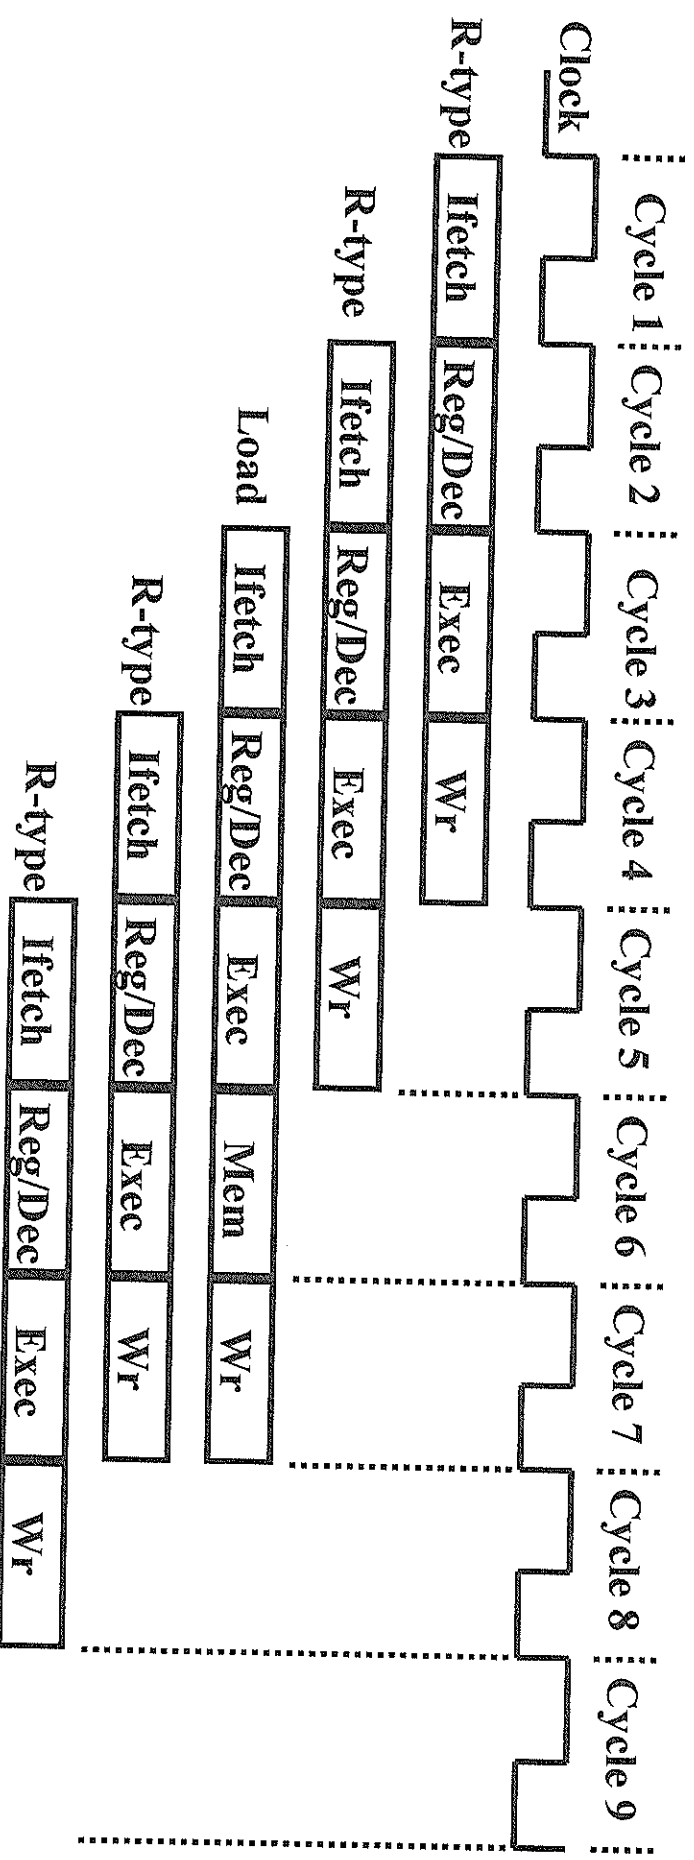 Cycle 1 Cycle 2 Cycle 3 Cycle 4 Cycle 5 Cycle 6 Cycle 7 Cycle 8 Cycle 9
Clock
R-type Ifetch Reg/Dec Exec Wr
R-type Ifetch Reg/Dec Exec Wr
Load Ifetch Reg/Dec Exec Mem Wr
R-type Ifetch Reg/Dec Exec Wr
R-type Ifetch Reg/Dec Exec Wr